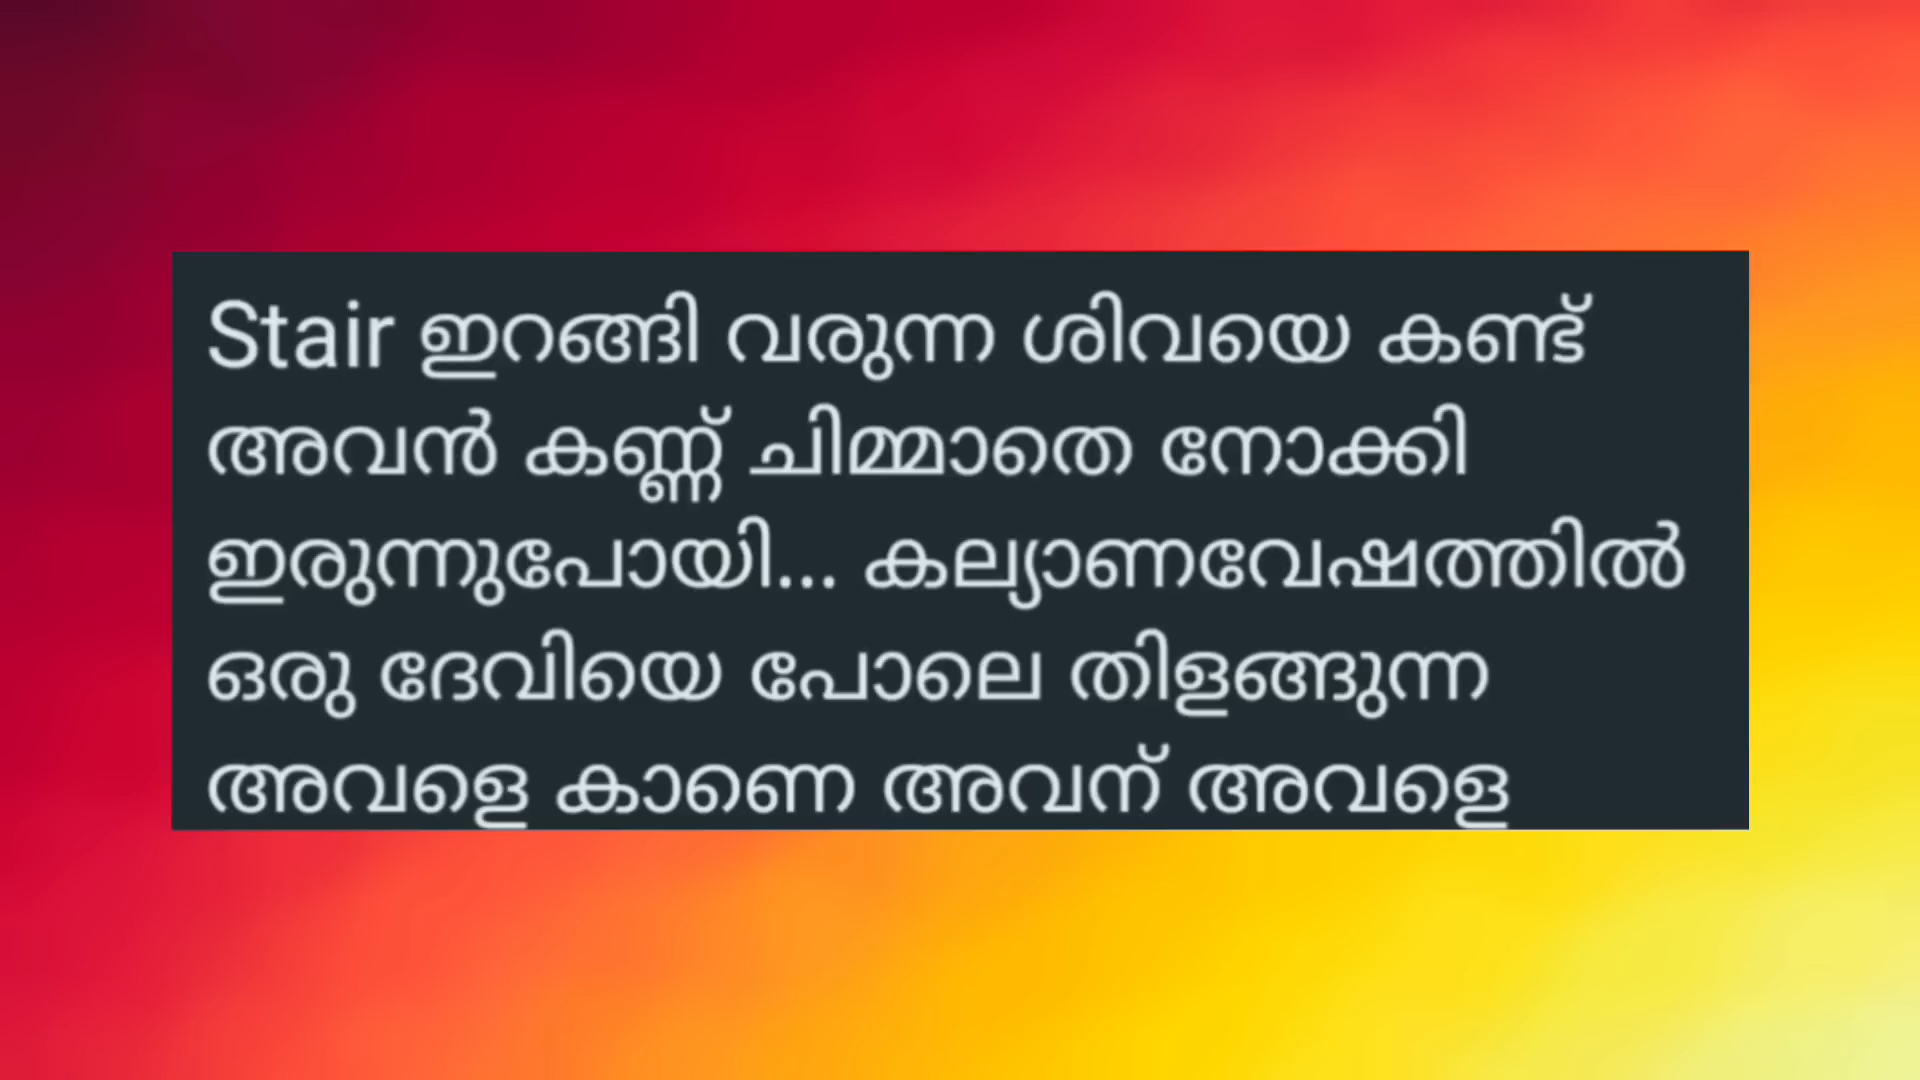 Stair ഇറങ്ങി വരുന്ന ശിവയെ കണ്ട്
അവൻ കണ്ണ് ചിമ്മാതെ നോക്കി
ഇരുന്നുപോയി... കല്യാണവേഷത്തിൽ
ഒരു ദേവിയെ പോലെ തിളങ്ങുന്ന
അവളെ കാണെ അവന് അവളെ